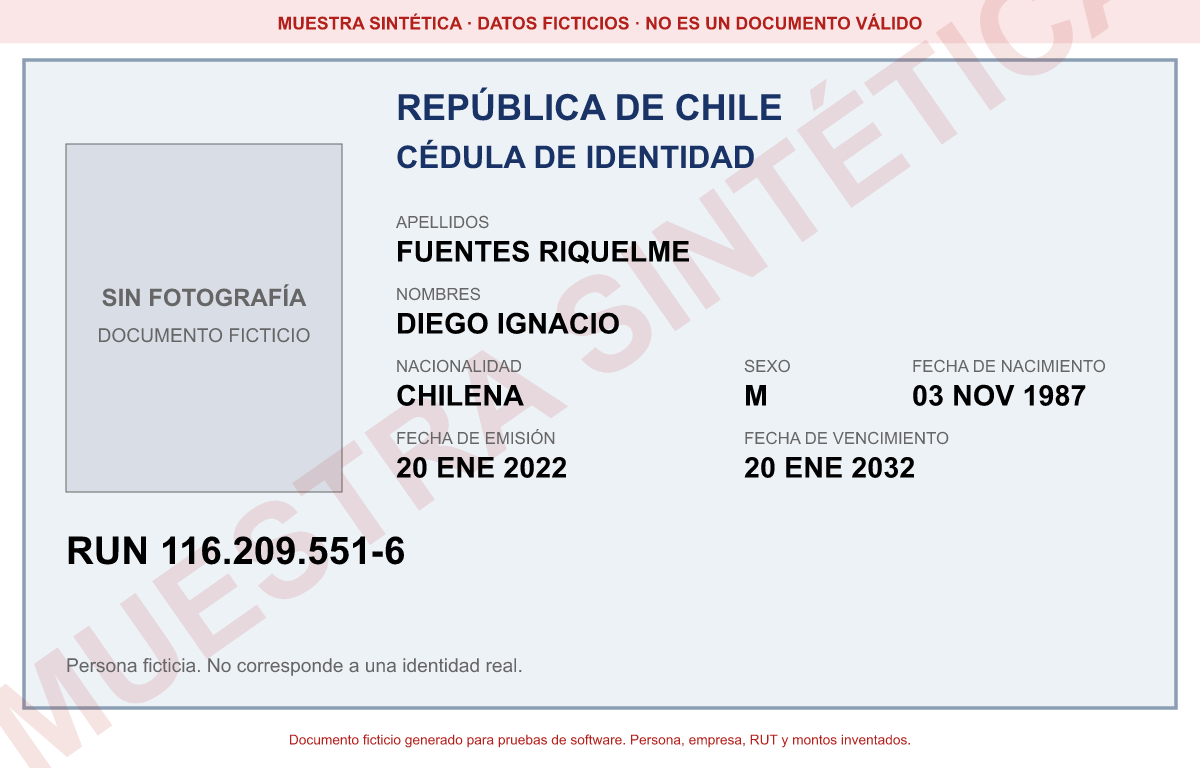 MUESTRA SINTÉTICA · DATOS FICTICIOS · NO ES UN DOCUMENTO VÁLIDO
REPÚBLICA DE CHILE
CÉDULA DE IDENTIDAD
SIN FOTOGRAFÍA
DOCUMENTO FICTICIO
APELLIDOS
FUENTES RIQUELME
NOMBRES
DIEGO IGNACIO
NACIONALIDAD SEXO FECHA DE NACIMIENTO
CHILENA M 03 NOV 1987
FECHA DE EMISIÓN FECHA DE VENCIMIENTO
20 ENE 2022 20 ENE 2032
RUN 116.209.551-6
Persona ficticia. No corresponde a una identidad real.
MUESTRA SINTÉTICA
Documento ficticio generado para pruebas de software. Persona, empresa, RUT y montos inventados.